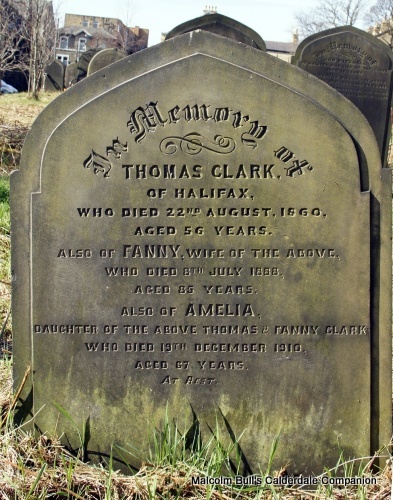 In Memory of
THOMAS CLARK,
OF HALIFAX,
WHO DIED 22ND AUGUST, 1860,
AGED 56 YEARS.
ALSO OF FANNY, WIFE OF THE ABOVE,
WHO DIED 8TH JULY 1888,
AGED 85 YEARS.
ALSO OF AMELIA,
DAUGHTER OF THE ABOVE THOMAS & FANNY CLARK
WHO DIED 19TH DECEMBER 1910,
AGED 67 YEARS.
AT REST.
Malcolm Bull's Calderdale Companion